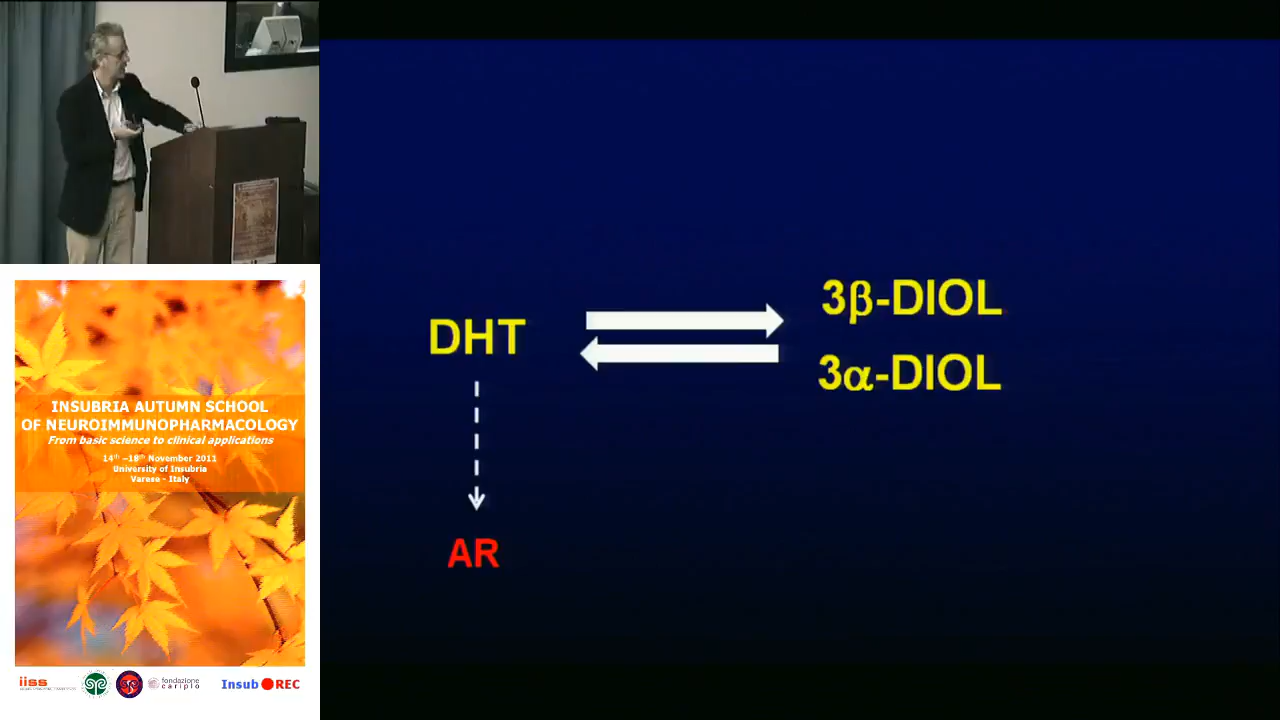 DHT
3β-DIOL
3α-DIOL
AR
INSUBRIA AUTUMN SCHOOL
OF NEUROIMMUNOPHARMACOLOGY
From basic science to clinical applications
14th –18th November 2011
University of Insubria
Varese - Italy
iiss
fondazione
cariplo
Insub REC